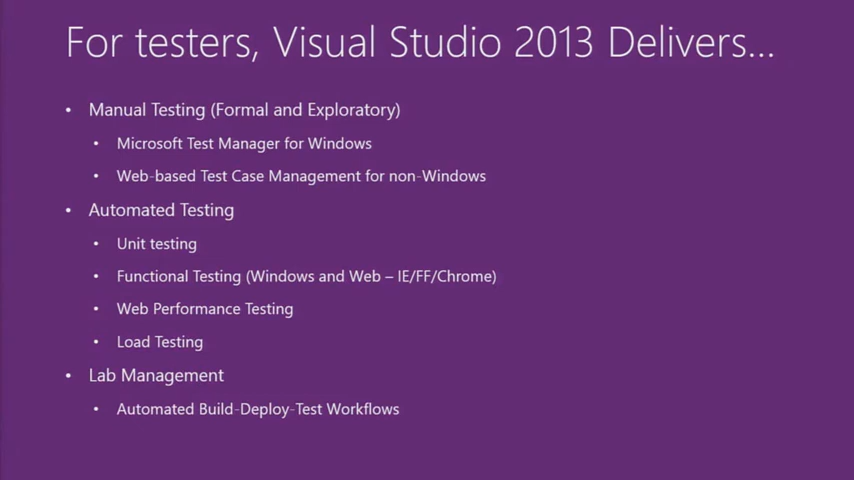 For testers, Visual Studio 2013 Delivers...
• Manual Testing (Formal and Exploratory)
• Microsoft Test Manager for Windows
• Web-based Test Case Management for non-Windows
• Automated Testing
• Unit testing
• Functional Testing (Windows and Web – IE/FF/Chrome)
• Web Performance Testing
• Load Testing
• Lab Management
• Automated Build-Deploy-Test Workflows